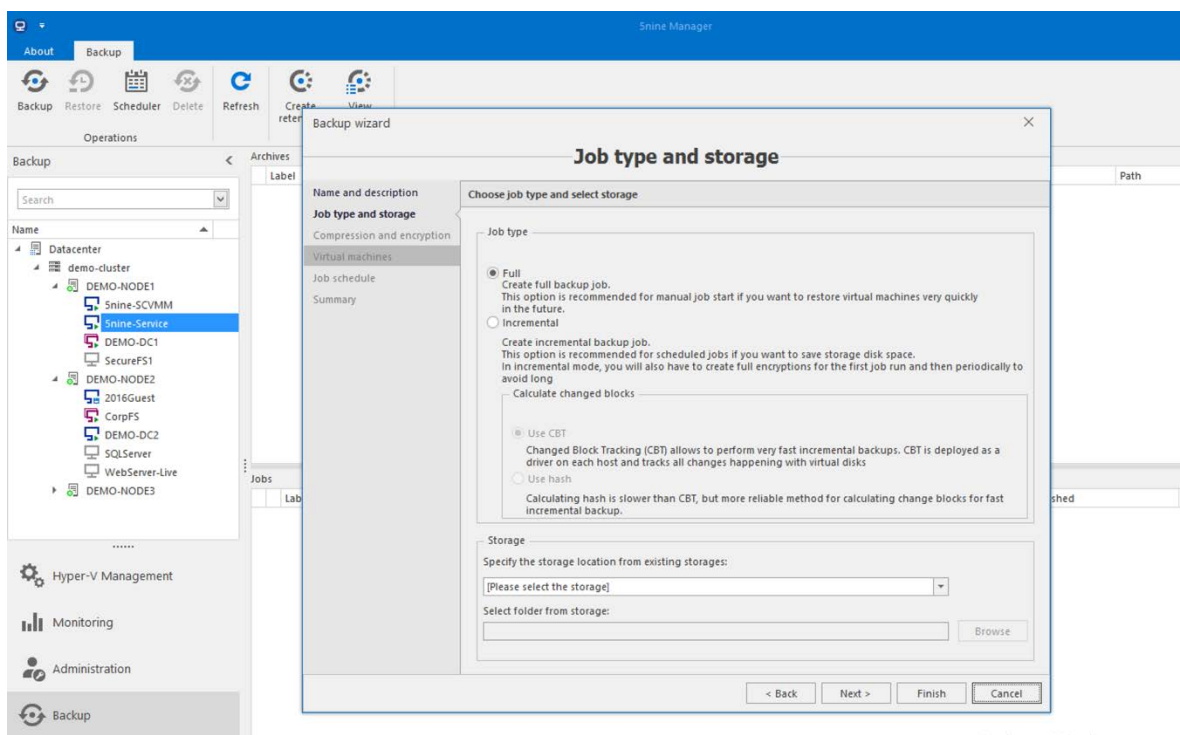 5nine Manager
About Backup
Backup Restore Scheduler Delete Refresh Create View
reten
Operations
Backup
Search
Name
Datacenter
demo-cluster
DEMO-NODE1
5nine-SCVMM
5nine-Service
DEMO-DC1
SecureFS1
DEMO-NODE2
2016Guest
CorpFS
DEMO-DC2
SQLServer
WebServer-Live
DEMO-NODE3
Hyper-V Management
Monitoring
Administration
Backup
Archives
Label Path
Jobs
Lab shed
Backup wizard
Job type and storage
Name and description
Job type and storage
Compression and encryption
Virtual machines
Job schedule
Summary
Choose job type and select storage
Job type
Full
Create full backup job.
This option is recommended for manual job start if you want to restore virtual machines very quickly
in the future.
Incremental
Create incremental backup job.
This option is recommended for scheduled jobs if you want to save storage disk space.
In incremental mode, you will also have to create full encryptions for the first job run and then periodically to
avoid long
Calculate changed blocks
Use CBT
Changed Block Tracking (CBT) allows to perform very fast incremental backups. CBT is deployed as a
driver on each host and tracks all changes happening with virtual disks
Use hash
Calculating hash is slower than CBT, but more reliable method for calculating change blocks for fast
incremental backup.
Storage
Specify the storage location from existing storages:
[Please select the storage]
Select folder from storage:
Browse
< Back Next > Finish Cancel